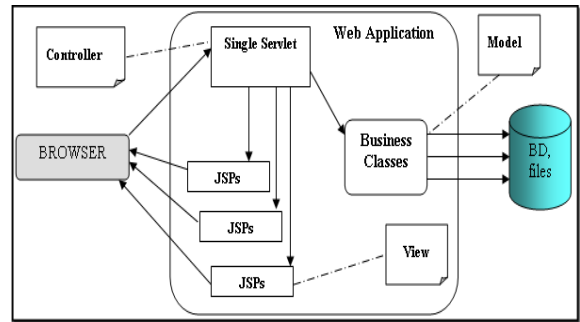 Web Application
Controller
Single Servlet
Model
BROWSER
Business
Classes
BD,
files
JSPs
JSPs
JSPs
View